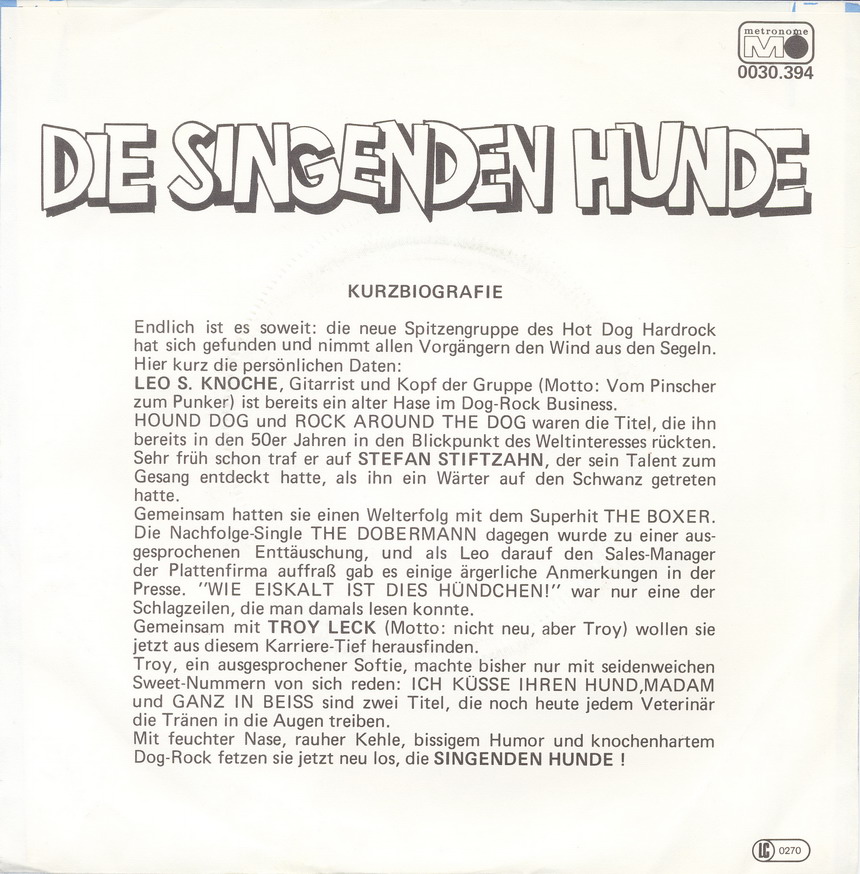 metronome
0030.394
DIE SINGENDEN HUNDE
KURZBIOGRAFIE
Endlich ist es soweit: die neue Spitzengruppe des Hot Dog Hardrock
hat sich gefunden und nimmt allen Vorgängern den Wind aus den Segeln.
Hier kurz die persönlichen Daten:
LEO S. KNOCHE, Gitarrist und Kopf der Gruppe (Motto: Vom Pinscher
zum Punker) ist bereits ein alter Hase im Dog-Rock Business.
HOUND DOG und ROCK AROUND THE DOG waren die Titel, die ihn
bereits in den 50er Jahren in den Blickpunkt des Weltinteresses rückten.
Sehr früh schon traf er auf STEFAN STIFTZAHN, der sein Talent zum
Gesang entdeckt hatte, als ihn ein Wärter auf den Schwanz getreten
hatte.
Gemeinsam hatten sie einen Welterfolg mit dem Superhit THE BOXER.
Die Nachfolge-Single THE DOBERMANN dagegen wurde zu einer aus-
gesprochenen Enttäuschung, und als Leo darauf den Sales-Manager
der Plattenfirma auffraß gab es einige ärgerliche Anmerkungen in der
Presse. "WIE EISKALT IST DIES HÜNDCHEN!" war nur eine der
Schlagzeilen, die man damals lesen konnte.
Gemeinsam mit TROY LECK (Motto: nicht neu, aber Troy) wollen sie
jetzt aus diesem Karriere-Tief herausfinden.
Troy, ein ausgesprochener Softie, machte bisher nur mit seidenweichen
Sweet-Nummern von sich reden: ICH KÜSSE IHREN HUND,MADAM
und GANZ IN BEISS sind zwei Titel, die noch heute jedem Veterinär
die Tränen in die Augen treiben.
Mit feuchter Nase, rauher Kehle, bissigem Humor und knochenhartem
Dog-Rock fetzen sie jetzt neu los, die SINGENDEN HUNDE !
LC 0270